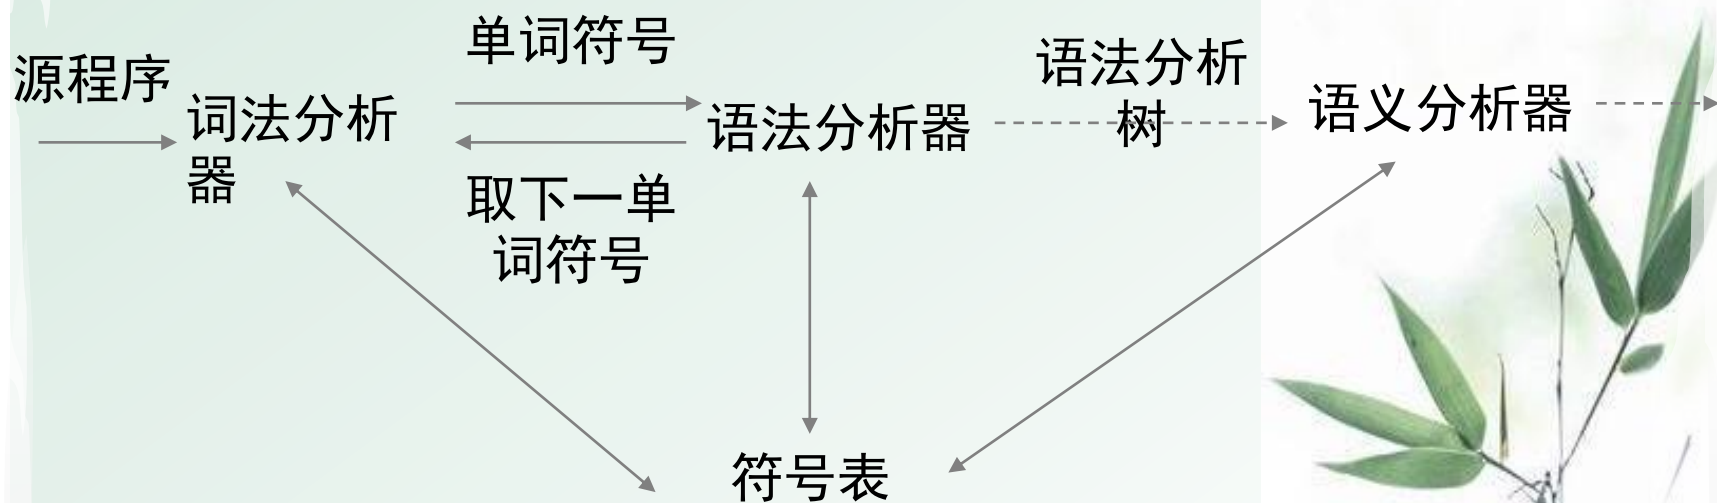 源程序
词法分析
器
单词符号
取下一单
词符号
语法分析器
语法分析
树
语义分析器
符号表